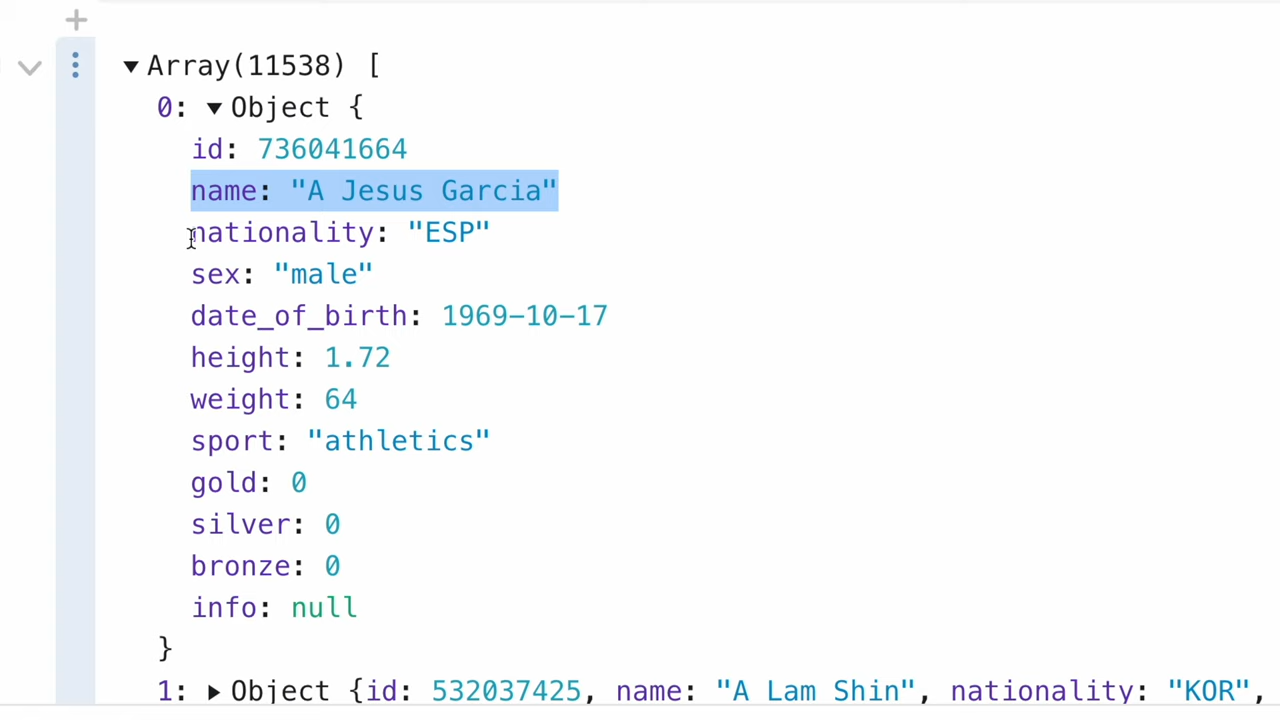 Array(11538) [
0: Object {
id: 736041664
name: "A Jesus Garcia"
nationality: "ESP"
sex: "male"
date_of_birth: 1969-10-17
height: 1.72
weight: 64
sport: "athletics"
gold: 0
silver: 0
bronze: 0
info: null
}
1: Object {id: 532037425, name: "A Lam Shin", nationality: "KOR",